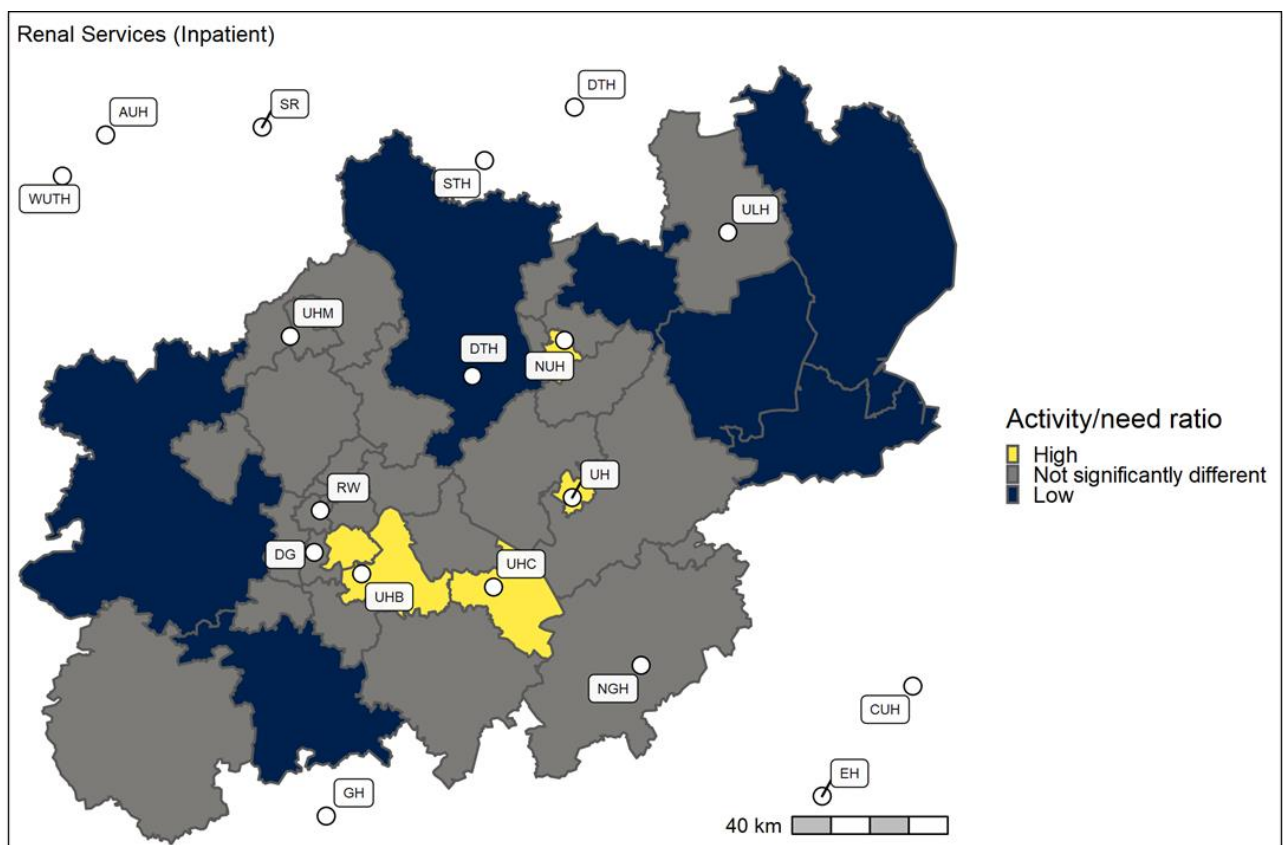 Renal Services (Inpatient)
DTH
SR
AUH
STH
WUTH
ULH
UHM
DTH
NUH
Activity/need ratio
High
Not significantly different
Low
UH
RW
DG
UHC
UHB
NGH
CUH
EH
GH
40 km